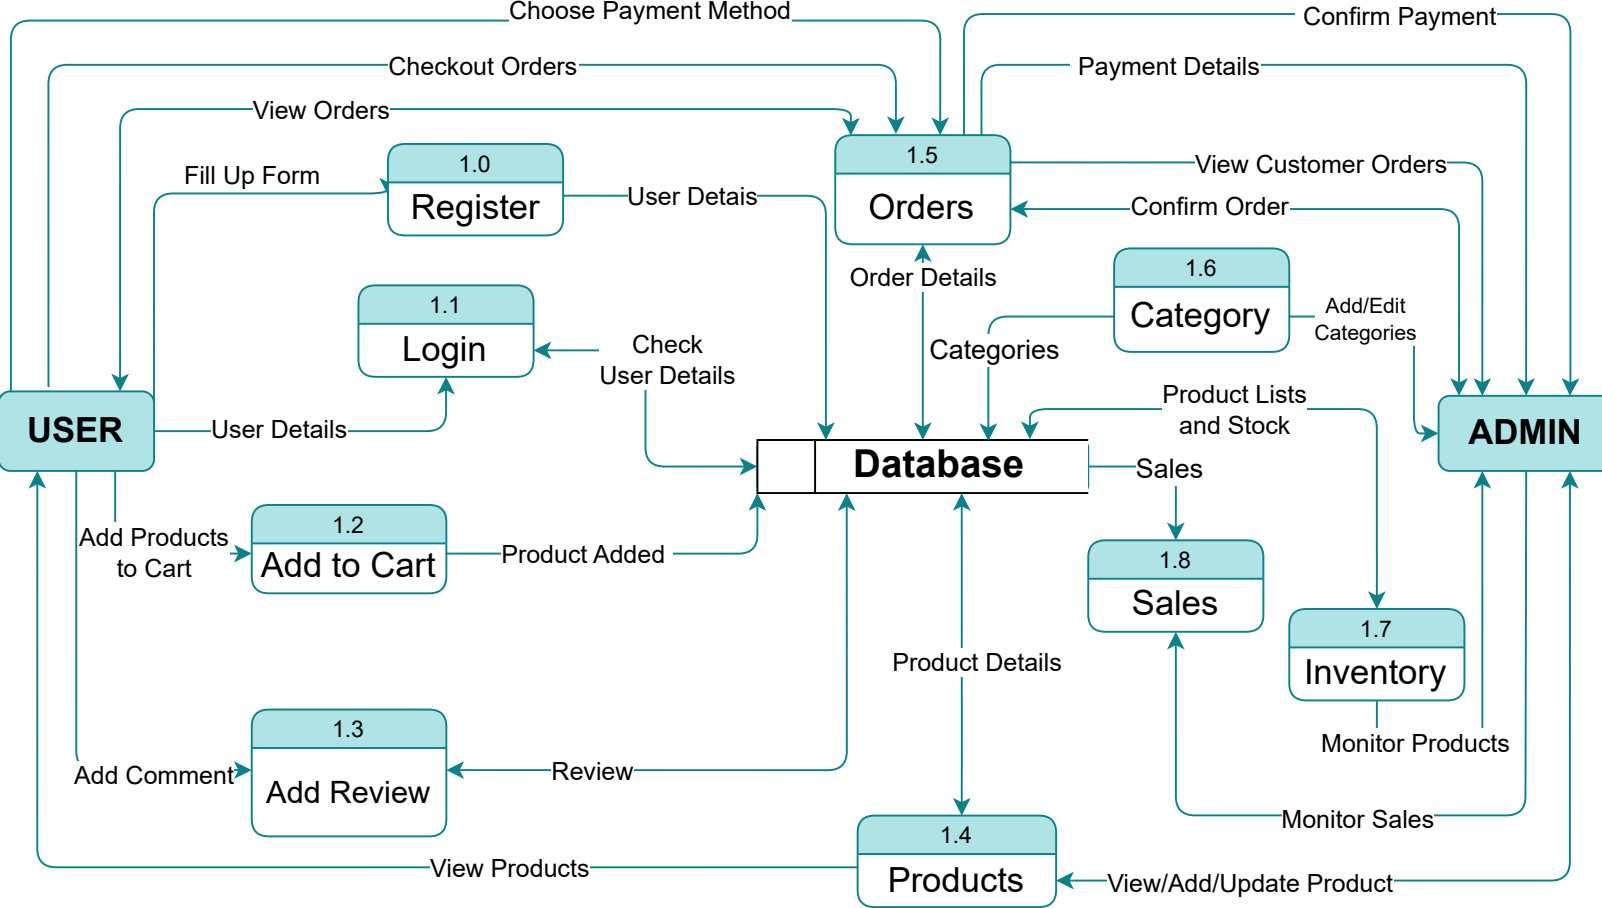 Choose Payment Method
Confirm Payment
Checkout Orders
Payment Details
View Orders
1.0
Register
Fill Up Form
User Detais
1.5
Orders
View Customer Orders
Confirm Order
Order Details
1.6
Category
Add/Edit
Categories
Categories
1.1
Login
Check
User Details
USER
User Details
Product Lists
and Stock
ADMIN
Database
Sales
Add Products
to Cart
1.2
Add to Cart
Product Added
1.8
Sales
1.7
Inventory
Product Details
Monitor Products
1.3
Add Review
Add Comment
Review
Monitor Sales
1.4
Products
View Products
View/Add/Update Product